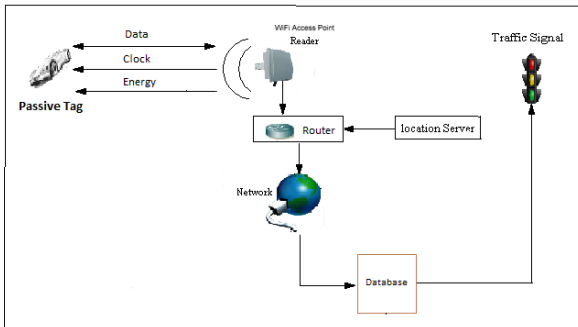 WiFi Access Point
Reader
Data
Clock
Energy
Passive Tag
Traffic Signal
Router
location Server
Network
Database